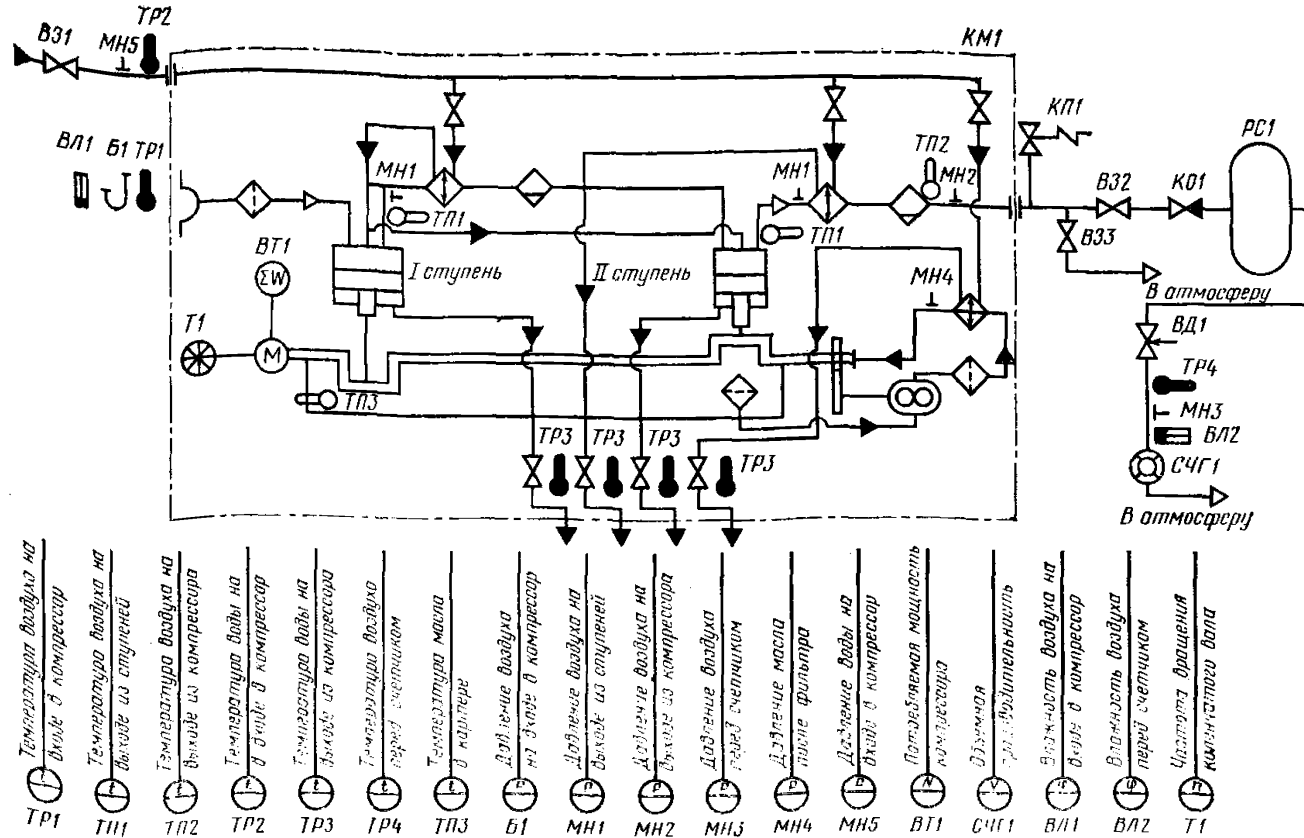 ТР2
ВЗ1
МН5
КМ1
КП1
РС1
ВЛ1
Б1
ТР1
МН1
МН1
ТП2
МН2
ВЗ2
КО1
ТП1
ТП1
ВЗ3
ВТ1
ΣW
I ступень
II ступень
МН4
В атмосферу
Т1
М
ВД1
ТП3
ТР4
МН3
ВЛ2
ТР3
ТР3
ТР3
ТР3
СЧГ1
В атмосферу
Температура воздуха на
входе в компрессор
ТР1
Температура воздуха на
выходе из ступеней
t
ТП1
Температура воздуха на
выходе из компрессора
t
ТП2
Температура воды на
входе в компрессор
t
ТР2
Температура воды на
выходе из компрессора
t
ТР3
Температура воздуха
перед счетчиком
t
ТР4
Температура масла
в картере
t
ТП3
Давление воздуха
на входе в компрессор
Р
Б1
Давление воздуха на
выходе из ступеней
МН1
Давление воздуха на
выходе из компрессора
Р
МН2
Давление воздуха
перед счетчиком
МН3
Давление масла
после фильтра
Р
МН4
Давление воды на
входе в компрессор
МН5
Потребляемая мощность
компрессора
N
ВТ1
Объемная
производительность
V
СЧГ1
Влажность воздуха на
входе в компрессор
ВЛ1
Влажность воздуха
перед счетчиком
φ
ВЛ2
Частота вращения
коленчатого вала
n
Т1